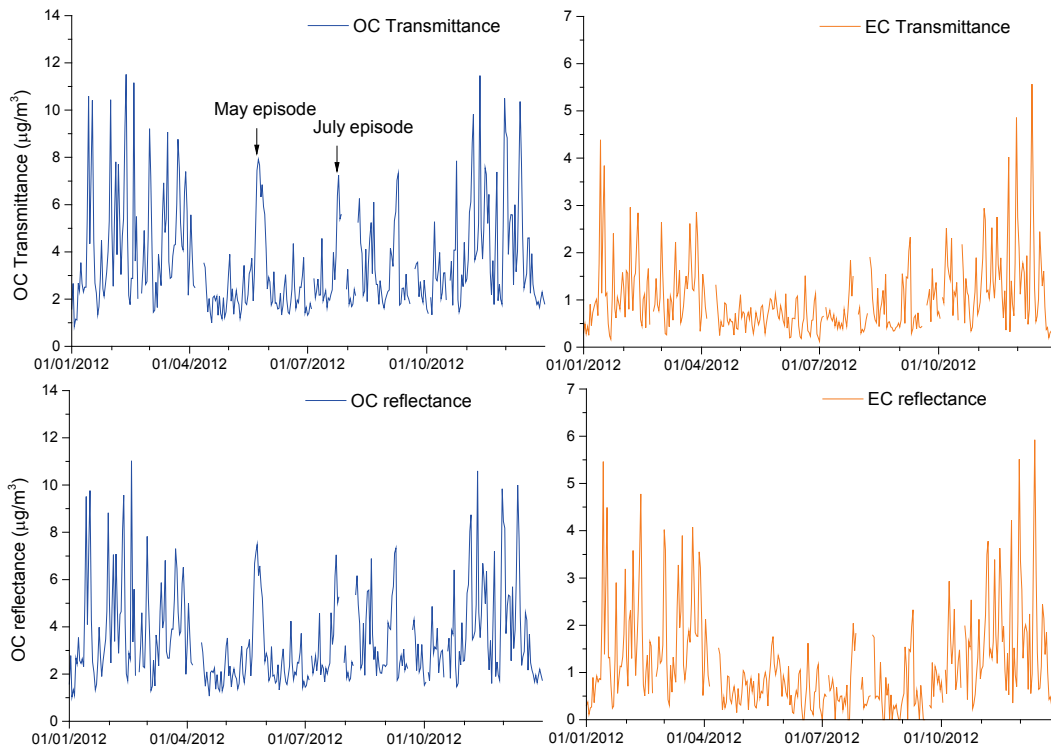 OC Transmittance
May episode
July episode
OC Transmittance (μg/m³)
14
12
10
8
6
4
2
0
01/01/2012 01/04/2012 01/07/2012 01/10/2012
EC Transmittance
7
6
5
4
3
2
1
0
01/01/2012 01/04/2012 01/07/2012 01/10/2012
OC reflectance
OC reflectance (μg/m³)
14
12
10
8
6
4
2
0
01/01/2012 01/04/2012 01/07/2012 01/10/2012
EC reflectance
7
6
5
4
3
2
1
0
01/01/2012 01/04/2012 01/07/2012 01/10/2012